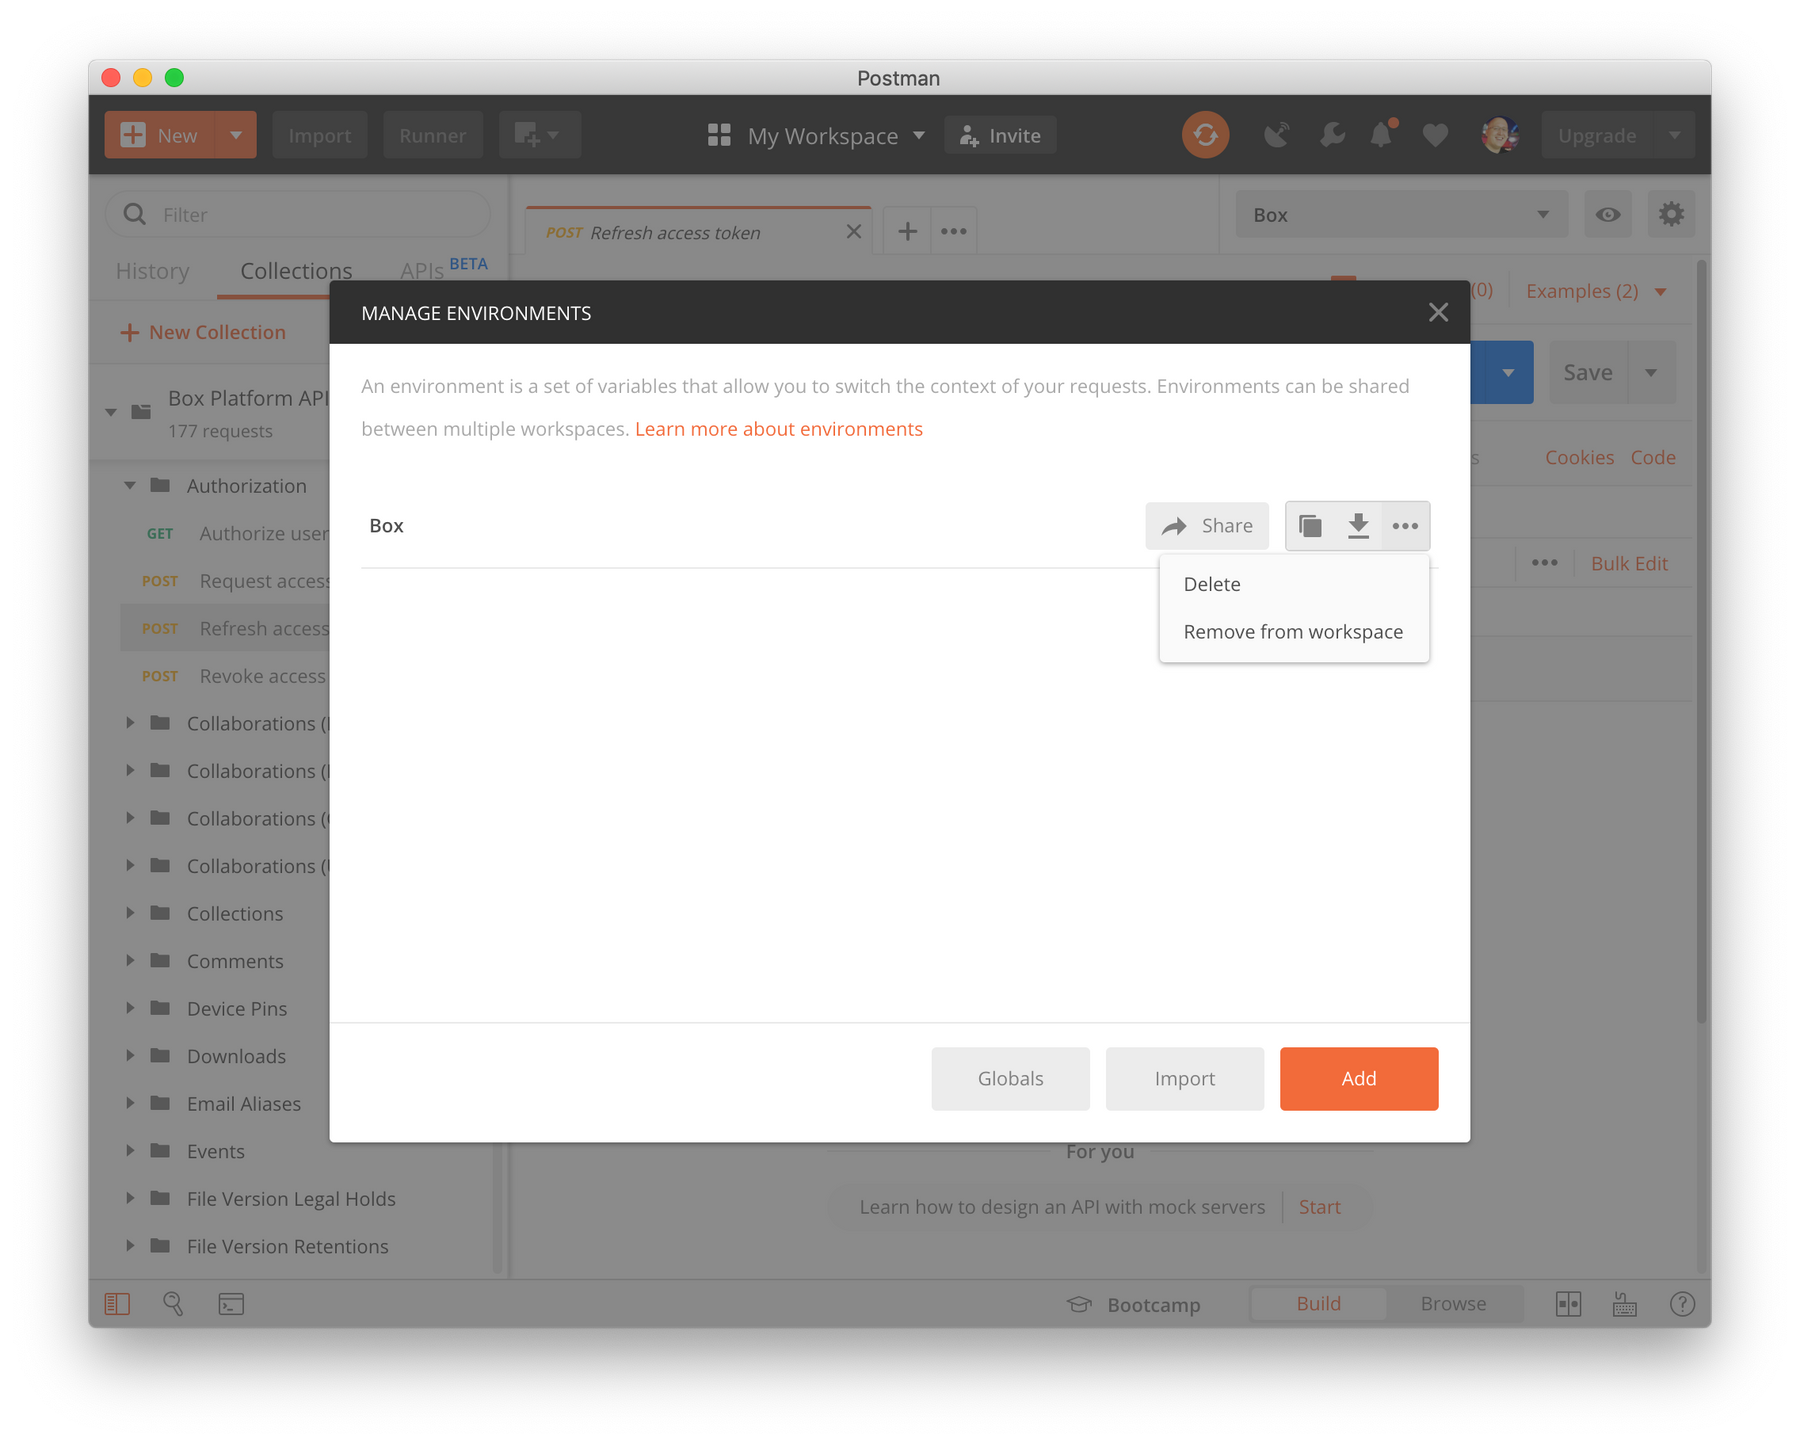 Postman
New
Import
Runner
My Workspace
Invite
Upgrade
Filter
POST Refresh access token
Box
History
Collections
APIs BETA
(0)
Examples (2)
New Collection
MANAGE ENVIRONMENTS
An environment is a set of variables that allow you to switch the context of your requests. Environments can be shared
between multiple workspaces. Learn more about environments
Save
Box Platform API
177 requests
Cookies
Code
Authorization
Box
Share
GET Authorize user
Delete
Bulk Edit
POST Request access
Remove from workspace
POST Refresh access
POST Revoke access
Collaborations
Collaborations
Collaborations
Collaborations
Collections
Comments
Device Pins
Downloads
Globals
Import
Add
Email Aliases
Events
For you
File Version Legal Holds
Learn how to design an API with mock servers
Start
File Version Retentions
Bootcamp
Build
Browse